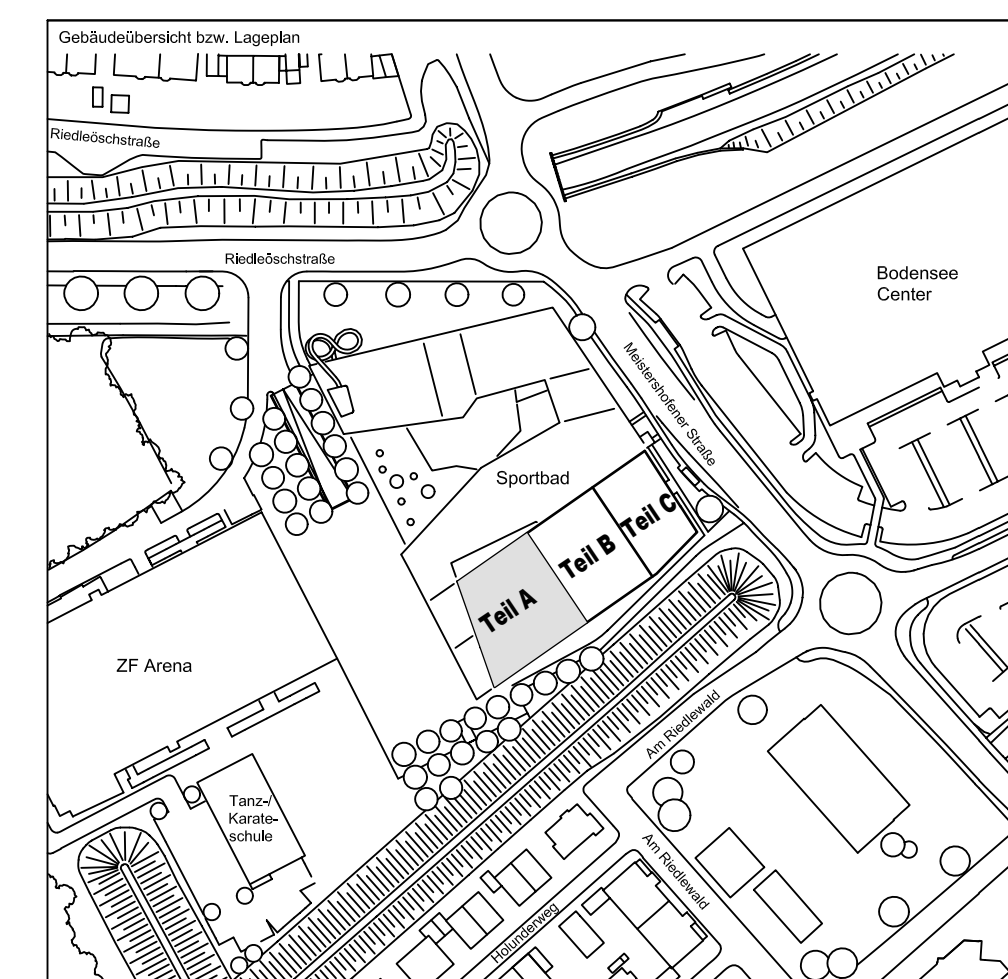 Gebäudeübersicht bzw. Lageplan
Riedleöschstraße
Riedleöschstraße
Bodensee
Center
Meistershofener Straße
Sportbad
Teil C
Teil B
Teil A
ZF Arena
Am Riedlewald
Tanz-/
Karate-
schule
Am Riedlewald
Holunderweg